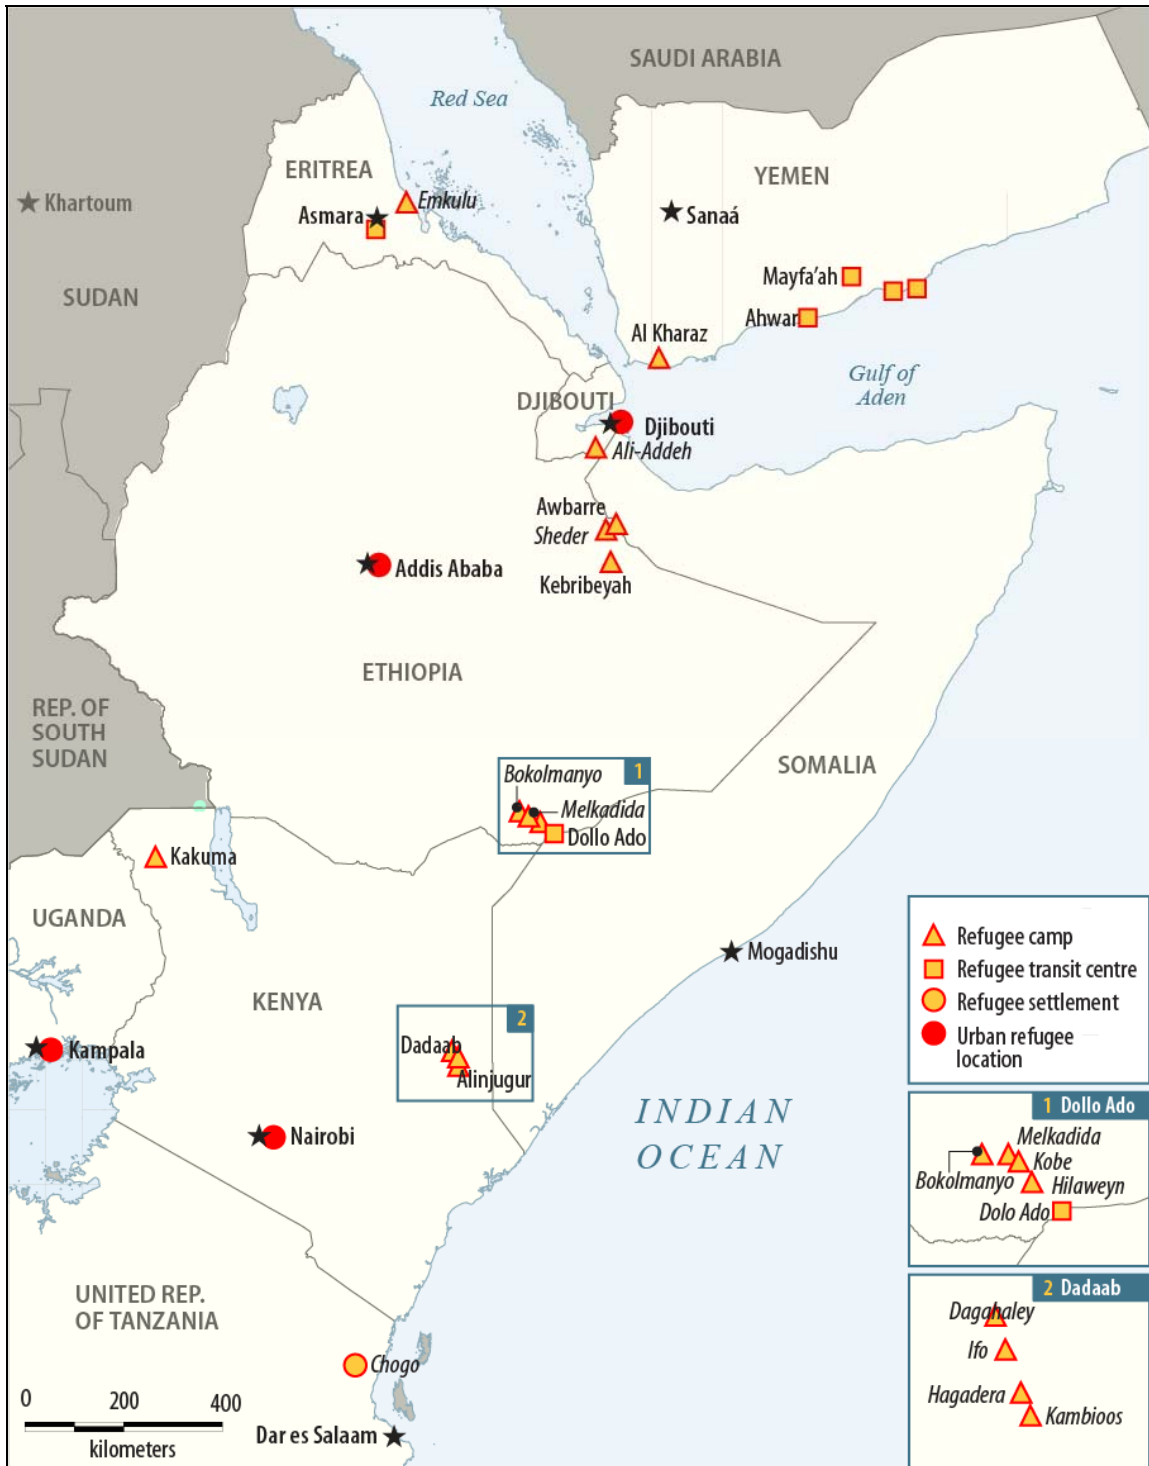 SAUDI ARABIA
Red Sea
ERITREA
YEMEN
Khartoum
Emkulu
Asmara
Sanaá
Mayfa'ah
SUDAN
Ahwar
Al Kharaz
Gulf of
Aden
DJIBOUTI
Djibouti
Ali-Addeh
Awbarre
Sheder
Addis Ababa
Kebribeyah
ETHIOPIA
REP. OF
SOUTH
SUDAN
SOMALIA
1
Bokolmanyo
Melkadida
Dollo Ado
Kakuma
UGANDA
Mogadishu
KENYA
2
Dadaab
Alinjugur
Kampala
Nairobi
INDIAN
OCEAN
UNITED REP.
OF TANZANIA
Chogo
Dar es Salaam
0 200 400
kilometers
Refugee camp
Refugee transit centre
Refugee settlement
Urban refugee
location
1 Dollo Ado
Melkadida
Kobe
Bokolmanyo
Hilaweyn
Dolo Ado
2 Dadaab
Dagahaley
Ifo
Hagadera
Kambioos